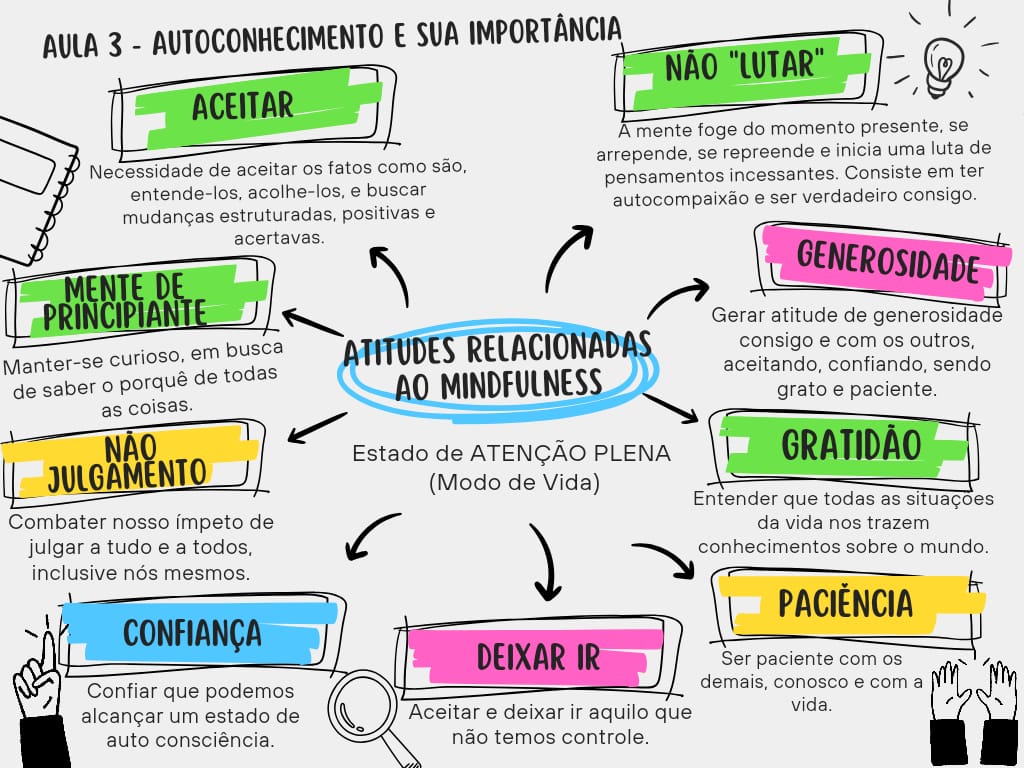 AULA 3 - AUTOCONHECIMENTO E SUA IMPORTÂNCIA
ACEITAR
Necessidade de aceitar os fatos como são,
entende-los, acolhe-los, e buscar
mudanças estruturadas, positivas e
acertavas.
NÃO "LUTAR"
A mente foge do momento presente, se
arrepende, se repreende e inicia uma luta de
pensamentos incessantes. Consiste em ter
autocompaixão e ser verdadeiro consigo.
MENTE DE
PRINCIPIANTE
Manter-se curioso, em busca
de saber o porquê de todas
as coisas.
GENEROSIDADE
Gerar atitude de generosidade
consigo e com os outros,
aceitando, confiando, sendo
grato e paciente.
ATITUDES RELACIONADAS
AO MINDFULNESS
Estado de ATENÇÃO PLENA
(Modo de Vida)
NÃO
JULGAMENTO
Combater nosso ímpeto de
julgar a tudo e a todos,
inclusive nós mesmos.
GRATIDÃO
Entender que todas as situações
da vida nos trazem
conhecimentos sobre o mundo.
CONFIANÇA
Confiar que podemos
alcançar um estado de
auto consciência.
DEIXAR IR
Aceitar e deixar ir aquilo que
não temos controle.
PACIÊNCIA
Ser paciente com os
demais, conosco e com a
vida.